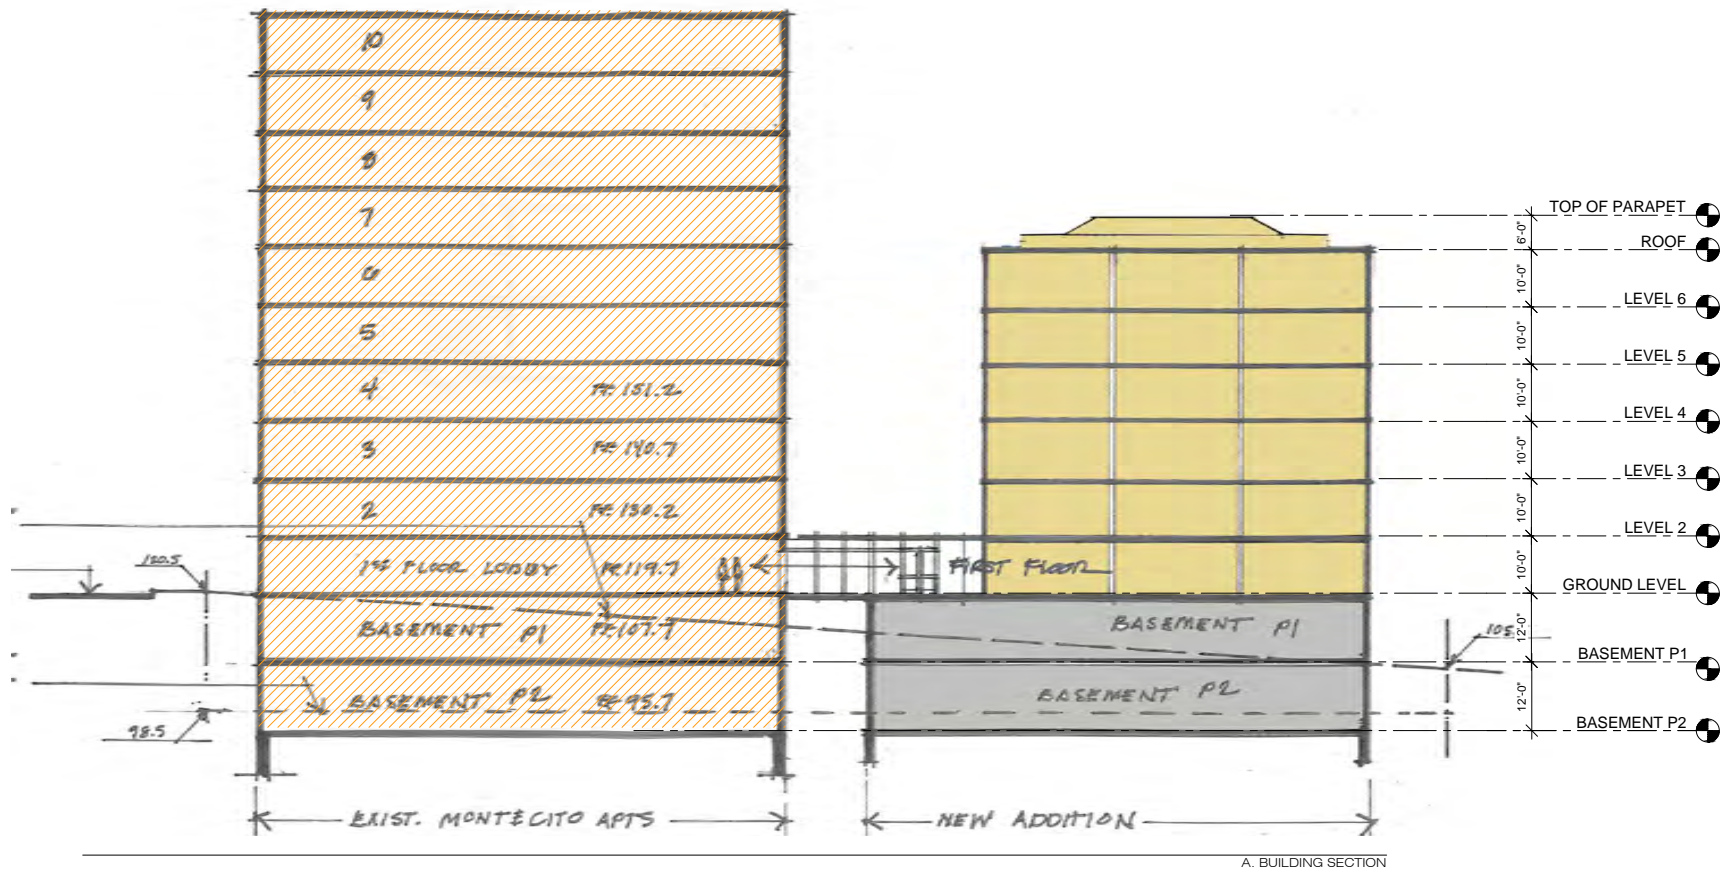 10
9
8
7
6
5
4 FF. 151.2
3 FF 140.7
2 FF. 130.2
1ST FLOOR LOBBY FF. 119.7
BASEMENT P1 FF. 107.7
BASEMENT P2 FF 95.7
120.5
98.5
FIRST FLOOR
BASEMENT P1
BASEMENT P2
105.
TOP OF PARAPET
6'-0"
ROOF
10'-0"
LEVEL 6
10'-0"
LEVEL 5
10'-0"
LEVEL 4
10'-0"
LEVEL 3
10'-0"
LEVEL 2
10'-0"
GROUND LEVEL
12'-0"
BASEMENT P1
12'-0"
BASEMENT P2
EXIST. MONTECITO APTS
NEW ADDITION
A. BUILDING SECTION